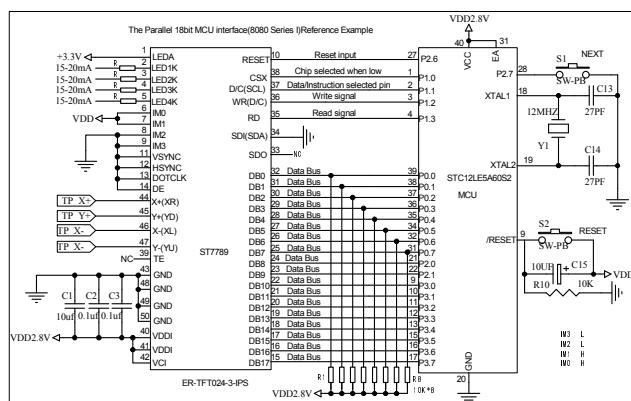 The Parallel 18bit MCU interface(8080 Series I)Reference Example
VDD2.8V
+3.3V
15-20mA R
15-20mA R
15-20mA R
15-20mA R
VDD
TP X+
TP Y+
TP X-
TP X-
NC
C1 C2 C3
10uf 0.1uf 0.1uf
VDD2.8V
1 LEDA
2 LED1K
3 LED2K
4 LED3K
5 LED4K
6 IM0
7 IM1
8 IM2
9 IM3
11 VSYNC
12 HSYNC
13 DOTCLK
14 DE
44 X+(XR)
45 Y+(YD)
46 X-(XL)
47 Y-(YU)
39 TE
43 GND
48 GND
49 GND
50 GND
40 VDDI
41 VDDI
42 VCI
ST7789
ER-TFT024-3-IPS
RESET 10 Reset input 27 P2.6
CSX 38 Chip selected when low 1 P1.0
D/C(SCL) 37 Data/Instruction selected pin 2 P1.1
WR(D/C) 36 Write signal 3 P1.2
RD 35 Read signal 4 P1.3
SDI(SDA) 34
SDO 33 NC
DB0 32 Data Bus 39 P0.0
DB1 31 Data Bus 38 P0.1
DB2 30 Data Bus 37 P0.2
DB3 29 Data Bus 36 P0.3
DB4 28 Data Bus 35 P0.4
DB5 27 Data Bus 34 P0.5
DB6 26 Data Bus 32 P0.6
DB7 25 Data Bus 31 P0.7
DB8 24 Data Bus 21 P2.0
DB9 23 Data Bus 22 P2.1
DB10 22 Data Bus 9 P3.0
DB11 21 Data Bus 10 P3.1
DB12 20 Data Bus 11 P3.2
DB13 19 Data Bus 13 P3.3
DB14 18 Data Bus 14 P3.4
DB15 17 Data Bus 15 P3.5
DB16 16 Data Bus 16 P3.6
DB17 15 Data Bus 17 P3.7
R1 R8
VDD2.8V 10K*8
40 31
VCC EA
STC12LE5A60S2
MCU
GND
20
P2.7 28
XTAL1 18
XTAL2 19
/RESET 9
S1 NEXT
SW-PB
C13
27PF
12MHZ
Y1
C14
27PF
S2 RESET
SW-PB
10UF + C15
VDD
R10 10K
IM3 L
IM2 L
IM1 H
IM0 H